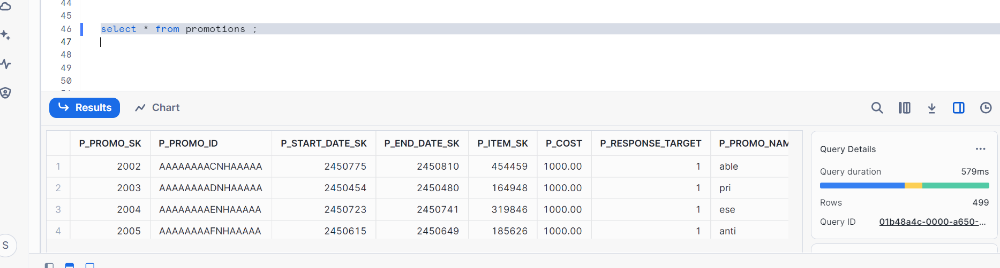 44
45
46 select * from promotions ;
47
48
49
50
Results Chart
P_PROMO_SK P_PROMO_ID P_START_DATE_SK P_END_DATE_SK P_ITEM_SK P_COST P_RESPONSE_TARGET P_PROMO_NAM
1 2002 AAAAAAAACNHAAAAA 2450775 2450810 454459 1000.00 1 able
2 2003 AAAAAAAADNHAAAAA 2450454 2450480 164948 1000.00 1 pri
3 2004 AAAAAAAAENHAAAAA 2450723 2450741 319846 1000.00 1 ese
4 2005 AAAAAAAAFNHAAAAA 2450615 2450649 185626 1000.00 1 anti
Query Details ...
Query duration 579ms
Rows 499
Query ID 01b48a4c-0000-a650-...
S